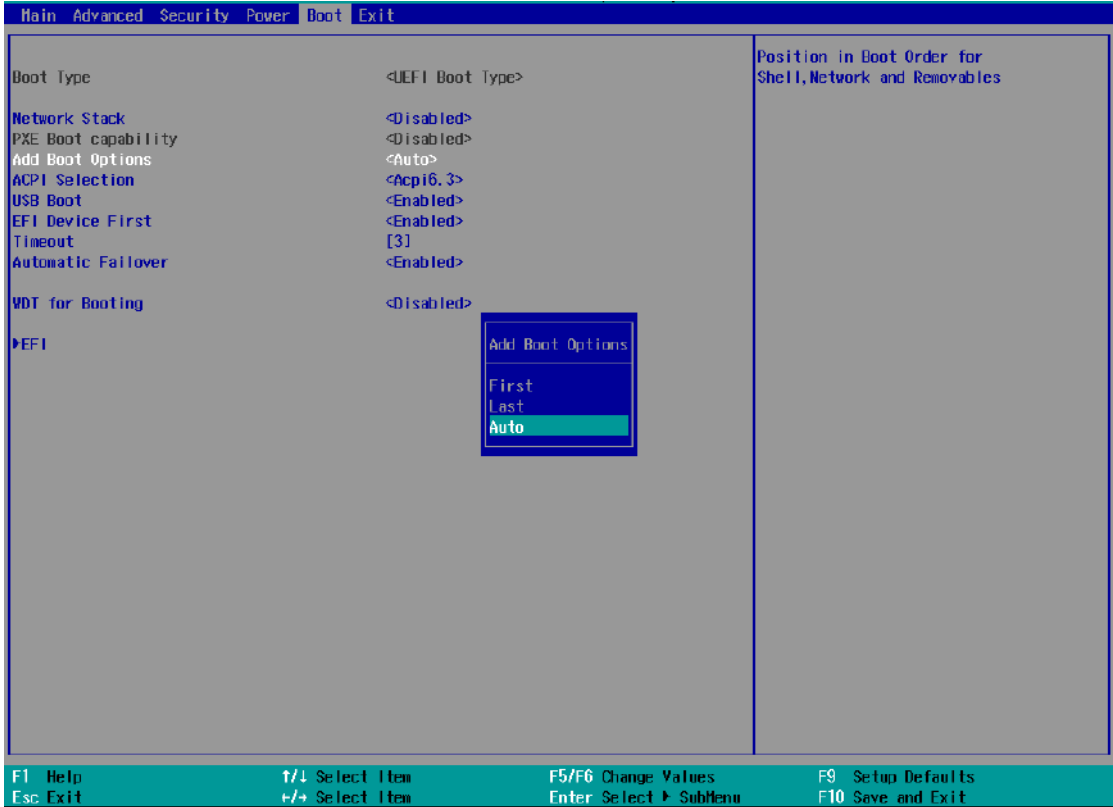 Main Advanced Security Power Boot Exit
Boot Type <UEFI Boot Type>
Network Stack <Disabled>
PXE Boot capability <Disabled>
Add Boot Options <Auto>
ACPI Selection <Acpi6.3>
USB Boot <Enabled>
EFI Device First <Enabled>
Timeout [3]
Automatic Failover <Enabled>
WDT for Booting <Disabled>
▶EFI
Add Boot Options
First
Last
Auto
Position in Boot Order for
Shell,Network and Removables
F1 Help ↑/↓ Select Item F5/F6 Change Values F9 Setup Defaults
Esc Exit ←/→ Select Item Enter Select ▶ SubMenu F10 Save and Exit